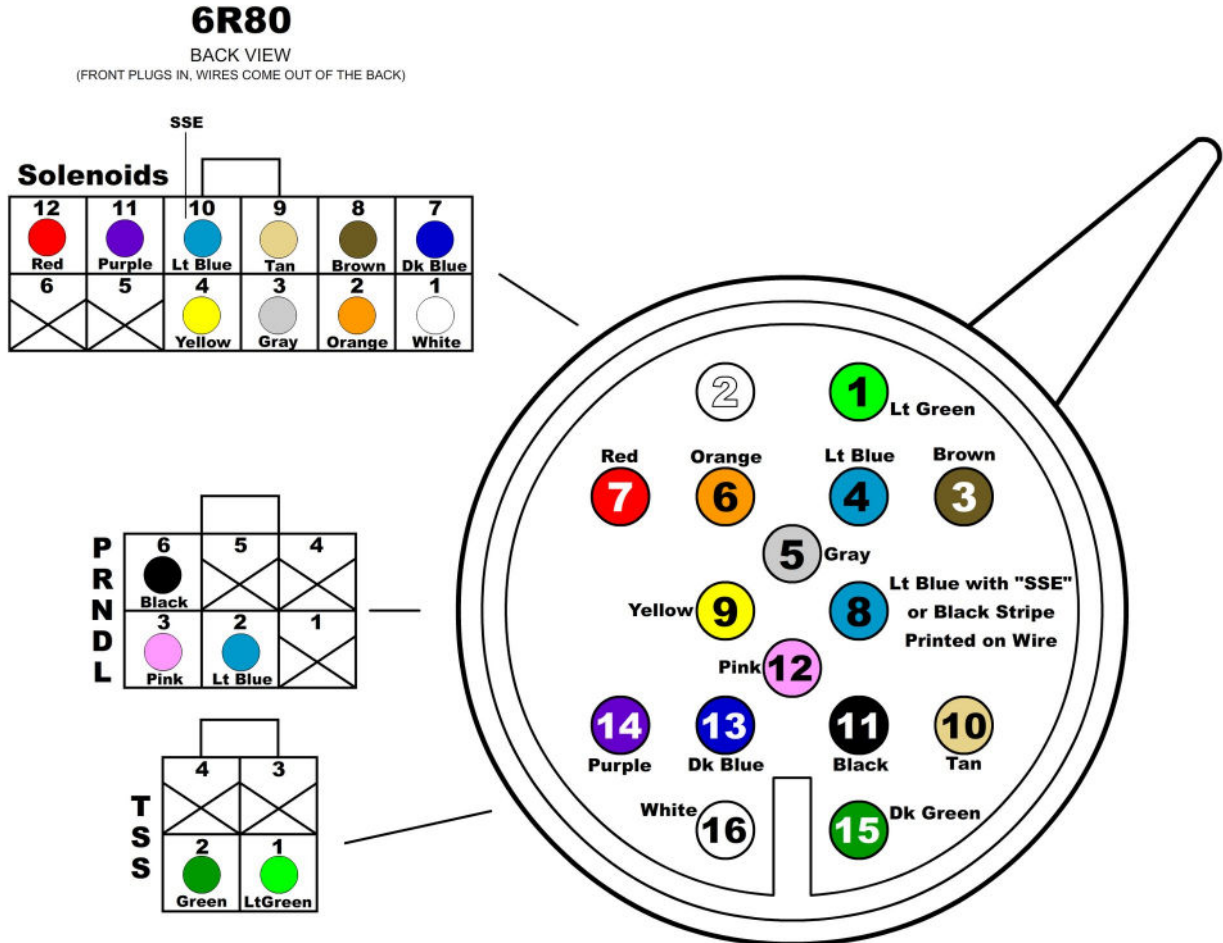 6R80
BACK VIEW
(FRONT PLUGS IN, WIRES COME OUT OF THE BACK)
SSE
Solenoids
12 11 10 9 8 7
Red Purple Lt Blue Tan Brown Dk Blue
6 5 4 3 2 1
Yellow Gray Orange White
2 1
Lt Green
Red Orange Lt Blue Brown
7 6 4 3
5 Gray
PRNDL
6 5 4
Black
3 2 1
Pink Lt Blue
Yellow 9 8
Lt Blue with "SSE"
or Black Stripe
Printed on Wire
Pink 12
14 13 11 10
Purple Dk Blue Black Tan
TSS
4 3
2 1
Green LtGreen
White 16 15 Dk Green